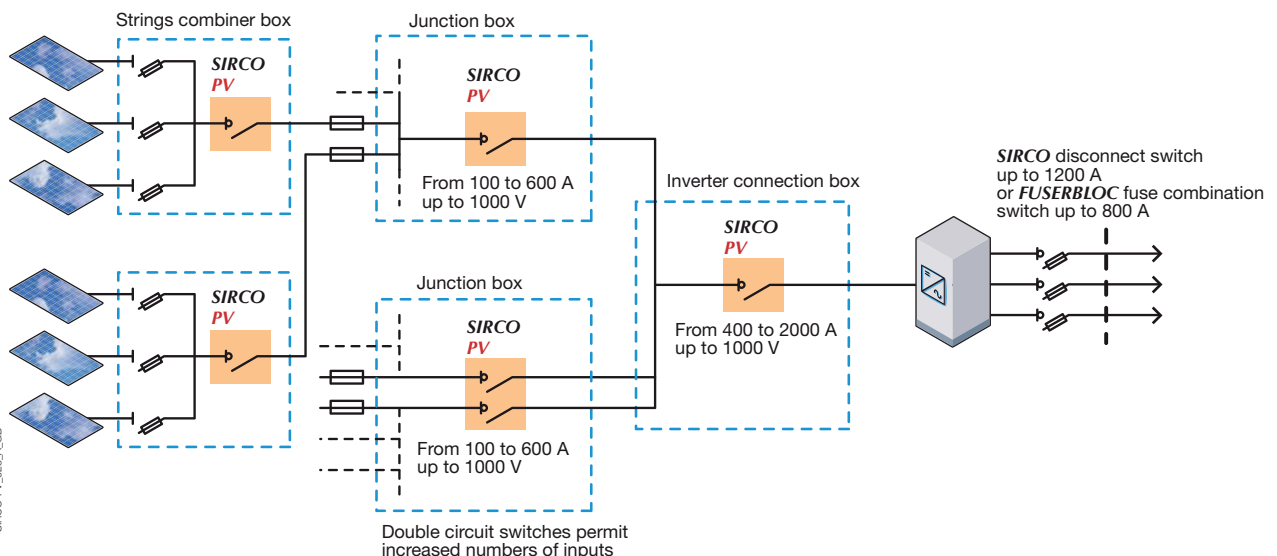 Strings combiner box
SIRCO
PV
SIRCO
PV
Junction box
SIRCO
PV
From 100 to 600 A
up to 1000 V
Junction box
SIRCO
PV
From 100 to 600 A
up to 1000 V
Double circuit switches permit
increased numbers of inputs
Inverter connection box
SIRCO
PV
From 400 to 2000 A
up to 1000 V
SIRCO disconnect switch
up to 1200 A
or FUSERBLOC fuse combination
switch up to 800 A